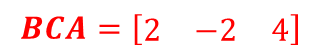 BCA = [2 −2 4]